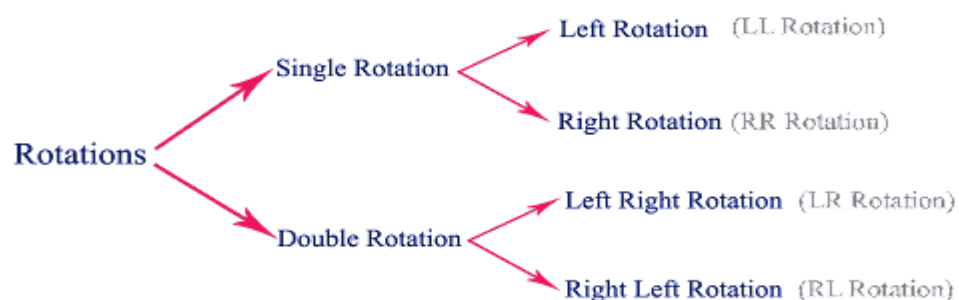 Left Rotation (LL Rotation)
Single Rotation
Right Rotation (RR Rotation)
Rotations
Left Right Rotation (LR Rotation)
Double Rotation
Right Left Rotation (RL Rotation)